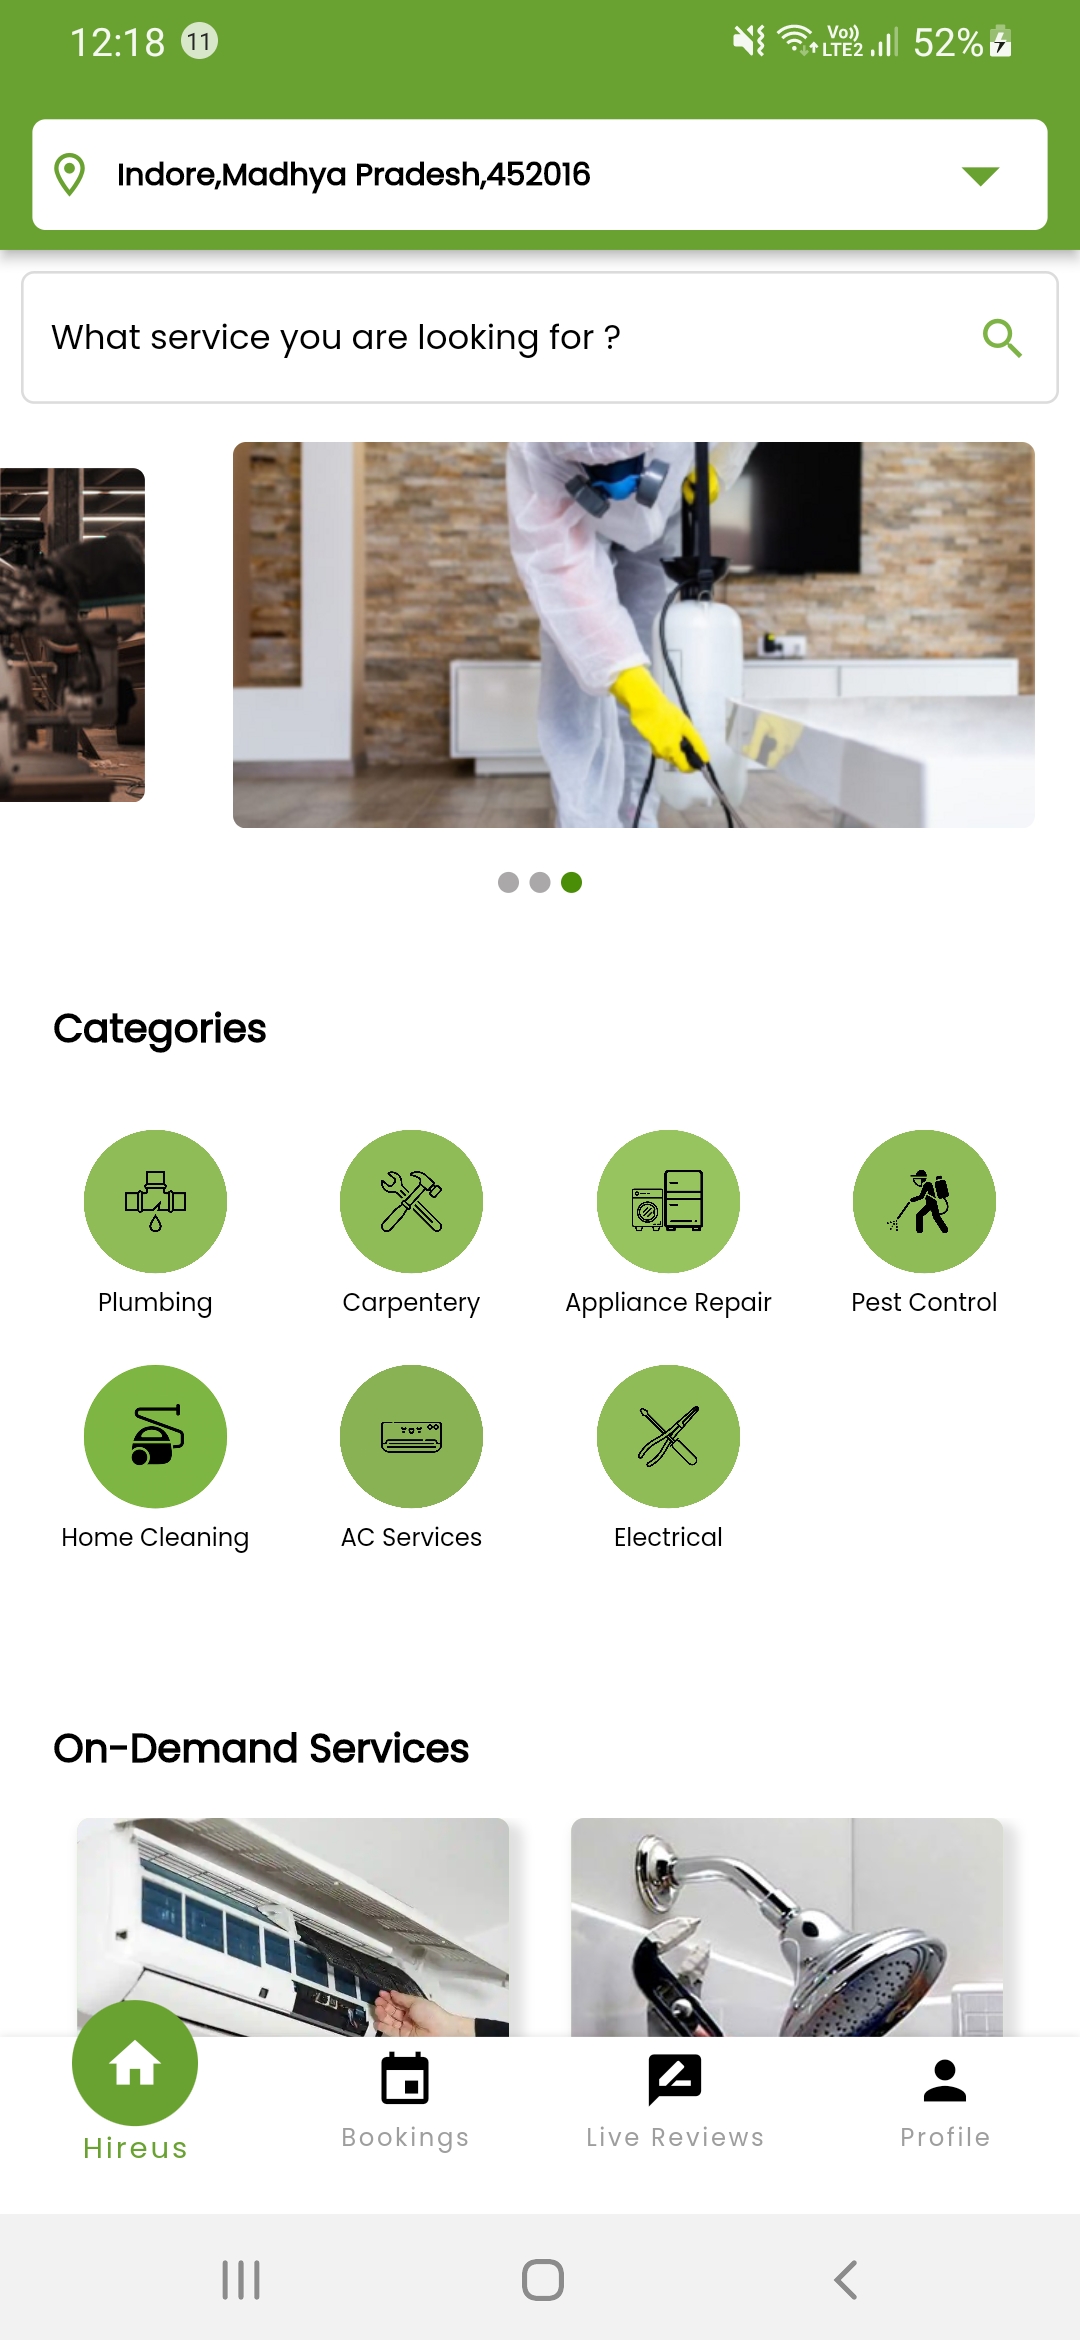 12:18 11 Vo)) LTE2 52%
Indore,Madhya Pradesh,452016
What service you are looking for ?
Categories
Plumbing Carpentery Appliance Repair Pest Control
Home Cleaning AC Services Electrical
On-Demand Services
Hireus Bookings Live Reviews Profile